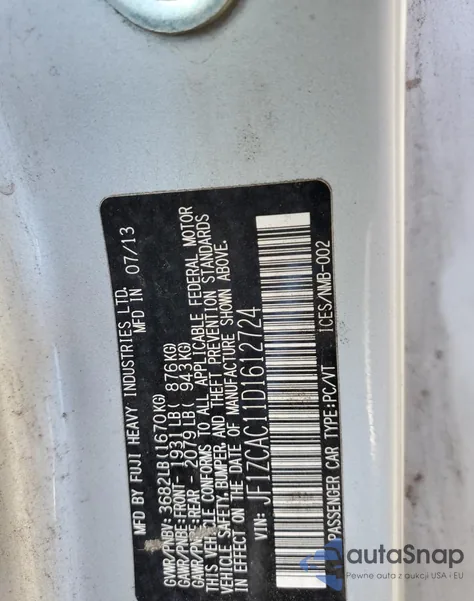 MFD BY FUJI HEAVY INDUSTRIES LTD.
MFD IN 07/13
GVWR/PNBV: 3682LB(1670KG)
GAWR/PNBE:FRONT- 1931LB( 876KG)
GAWR/PNBE:REAR - 2079LB( 943KG)
THIS VEHICLE CONFORMS TO ALL APPLICABLE FEDERAL MOTOR
VEHICLE SAFETY, BUMPER, AND THEFT PREVENTION STANDARDS
IN EFFECT ON THE DATE OF MANUFACTURE SHOWN ABOVE.
VIN: JF1ZCAC11D1612724
PASSENGER CAR TYPE:PC/VT ICES/NMB-002
autoSnap
Pewne auta z aukcji USA i EU